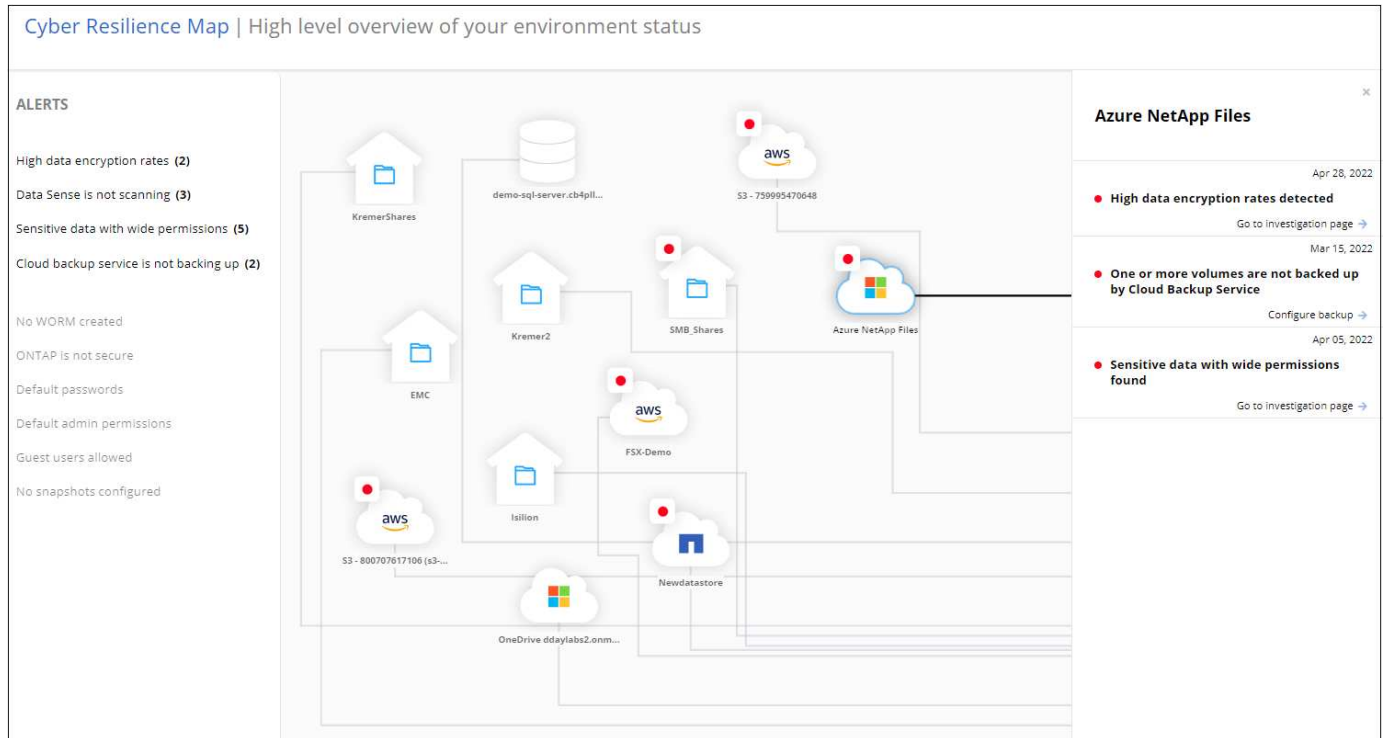 Cyber Resilience Map | High level overview of your environment status
ALERTS
High data encryption rates (2)
Data Sense is not scanning (3)
Sensitive data with wide permissions (5)
Cloud backup service is not backing up (2)
No WORM created
ONTAP is not secure
Default passwords
Default admin permissions
Guest users allowed
No snapshots configured
KremerShares
demo-sql-server.cb4pll...
aws
S3 - 759995470648
Kremer2
SMB_Shares
Azure NetApp Files
EMC
aws
FSX-Demo
Isilion
aws
S3 - 800707617106 (s3-...
Newdatastore
OneDrive ddaylabs2.onm...
×
Azure NetApp Files
Apr 28, 2022
High data encryption rates detected
Go to investigation page →
Mar 15, 2022
One or more volumes are not backed up
by Cloud Backup Service
Configure backup →
Apr 05, 2022
Sensitive data with wide permissions
found
Go to investigation page →